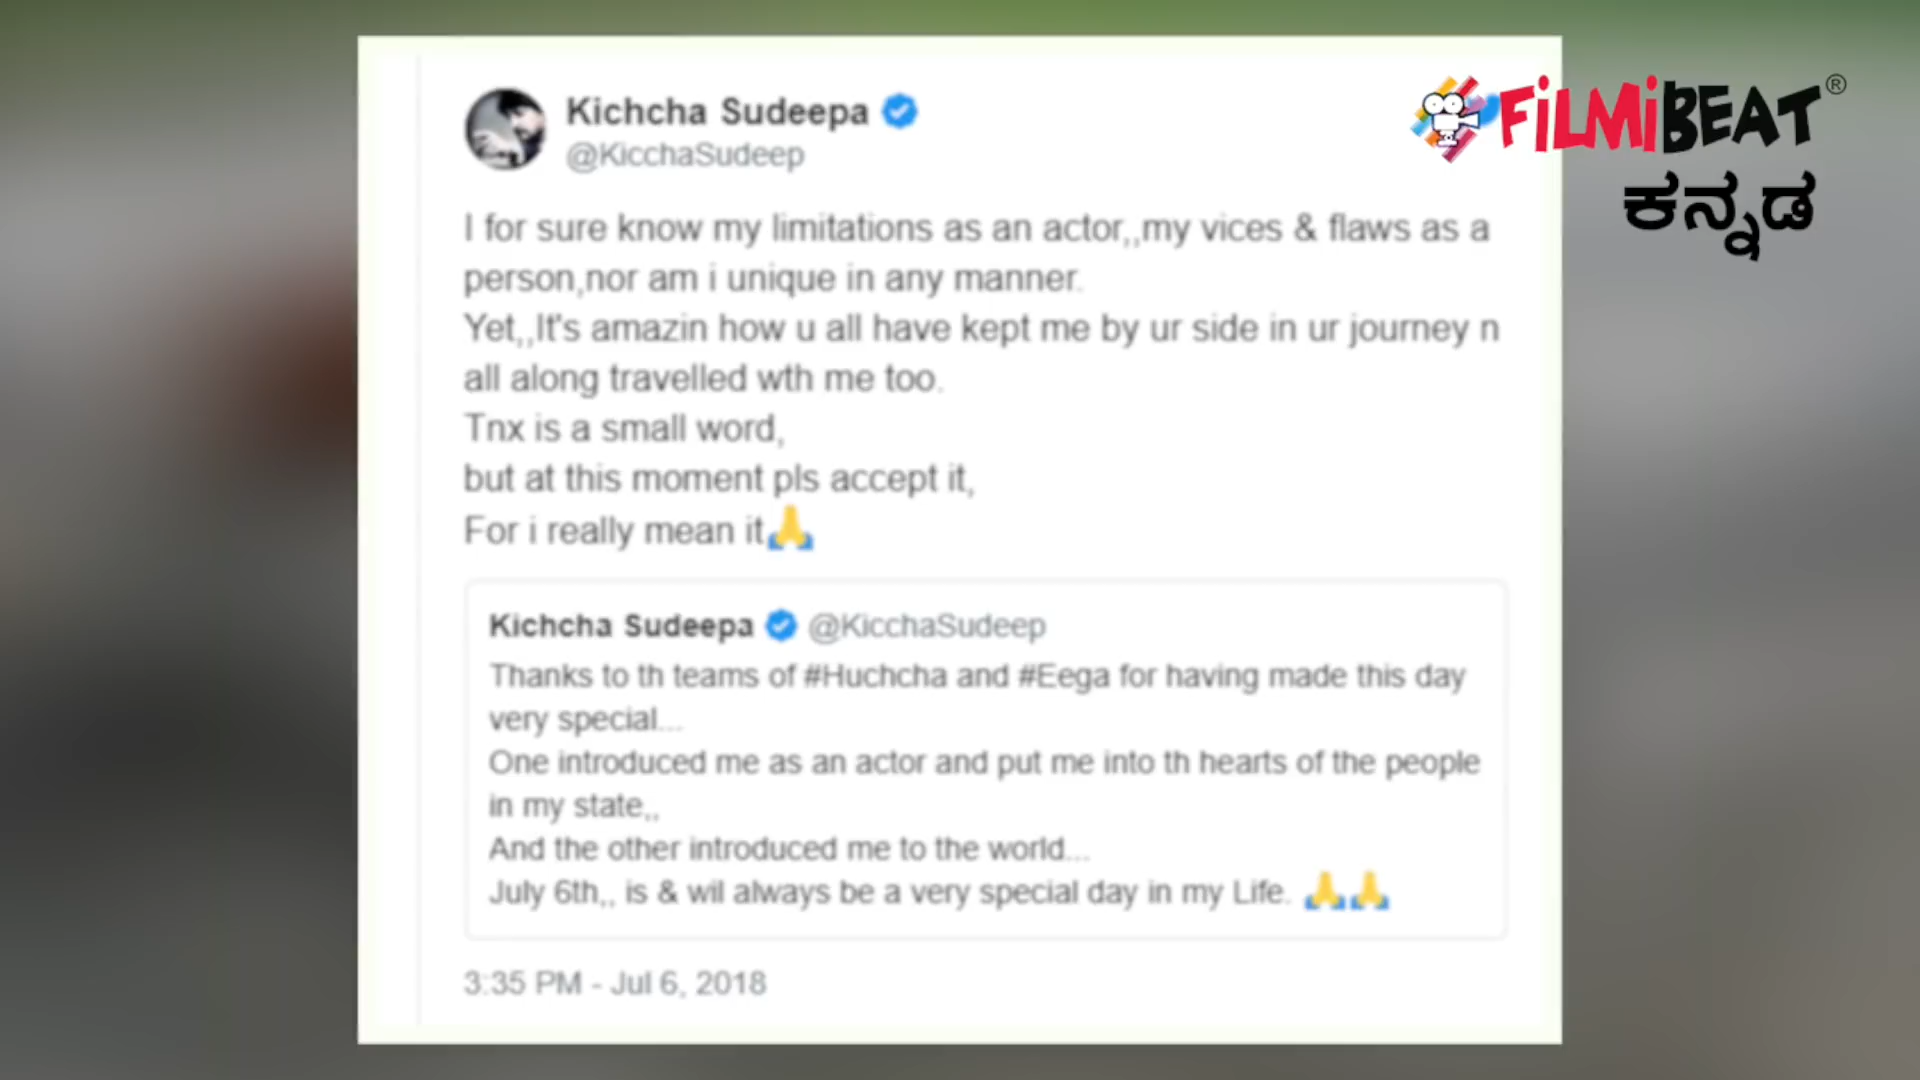 Kichcha Sudeepa
@KicchaSudeep
I for sure know my limitations as an actor,,my vices & flaws as a
person,nor am i unique in any manner.
Yet,,It's amazin how u all have kept me by ur side in ur journey n
all along travelled wth me too.
Tnx is a small word,
but at this moment pls accept it,
For i really mean it🙏
Kichcha Sudeepa @KicchaSudeep
Thanks to th teams of #Huchcha and #Eega for having made this day
very special...
One introduced me as an actor and put me into th hearts of the people
in my state,,
And the other introduced me to the world...
July 6th,, is & wil always be a very special day in my Life. 🙏🙏
3:35 PM - Jul 6, 2018
FiLMiBEAT®
ಕನ್ನಡ